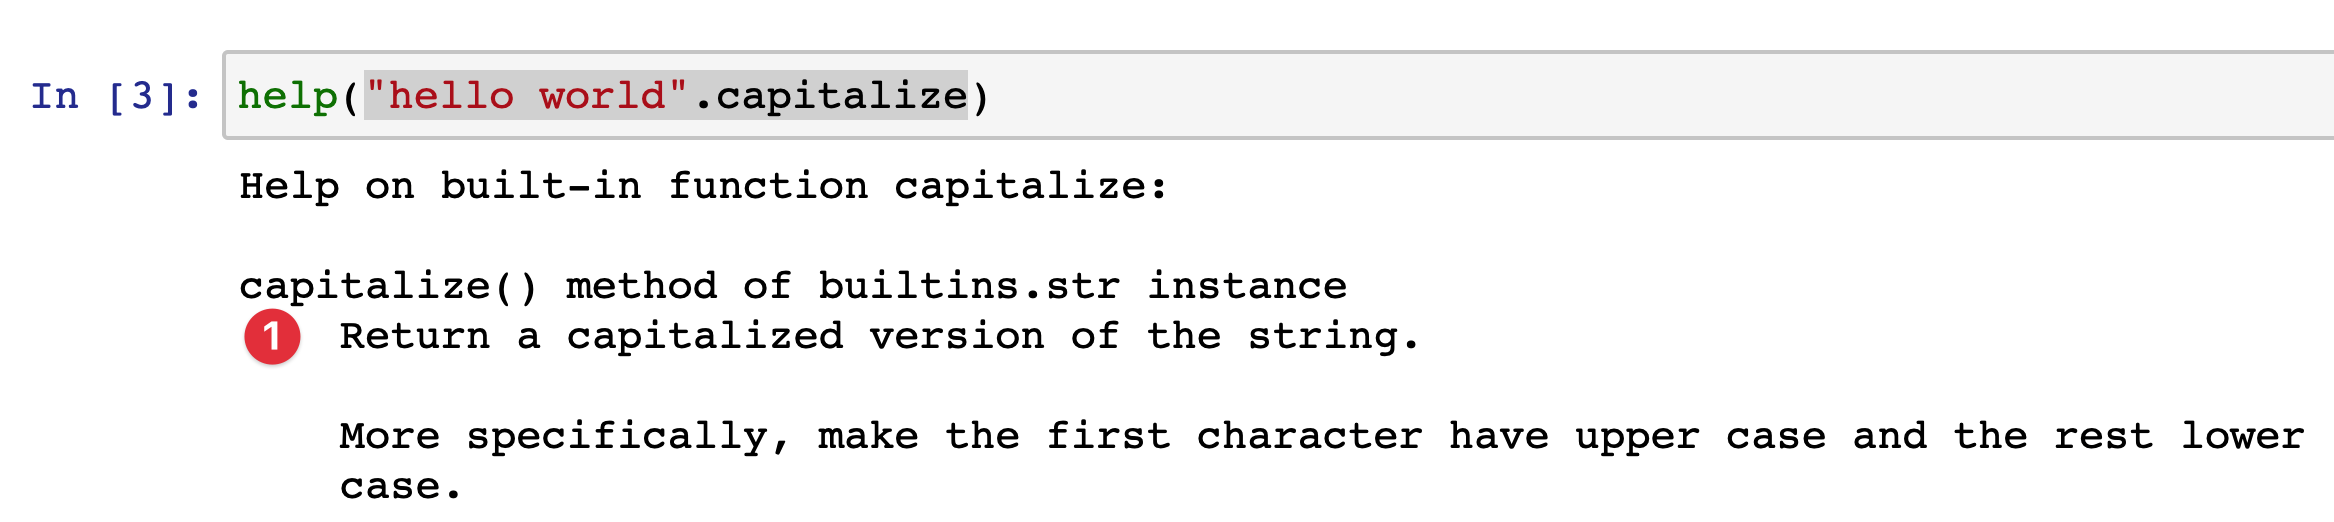 In [3]: help("hello world".capitalize)
Help on built-in function capitalize:
capitalize() method of builtins.str instance
1 Return a capitalized version of the string.
More specifically, make the first character have upper case and the rest lower
case.